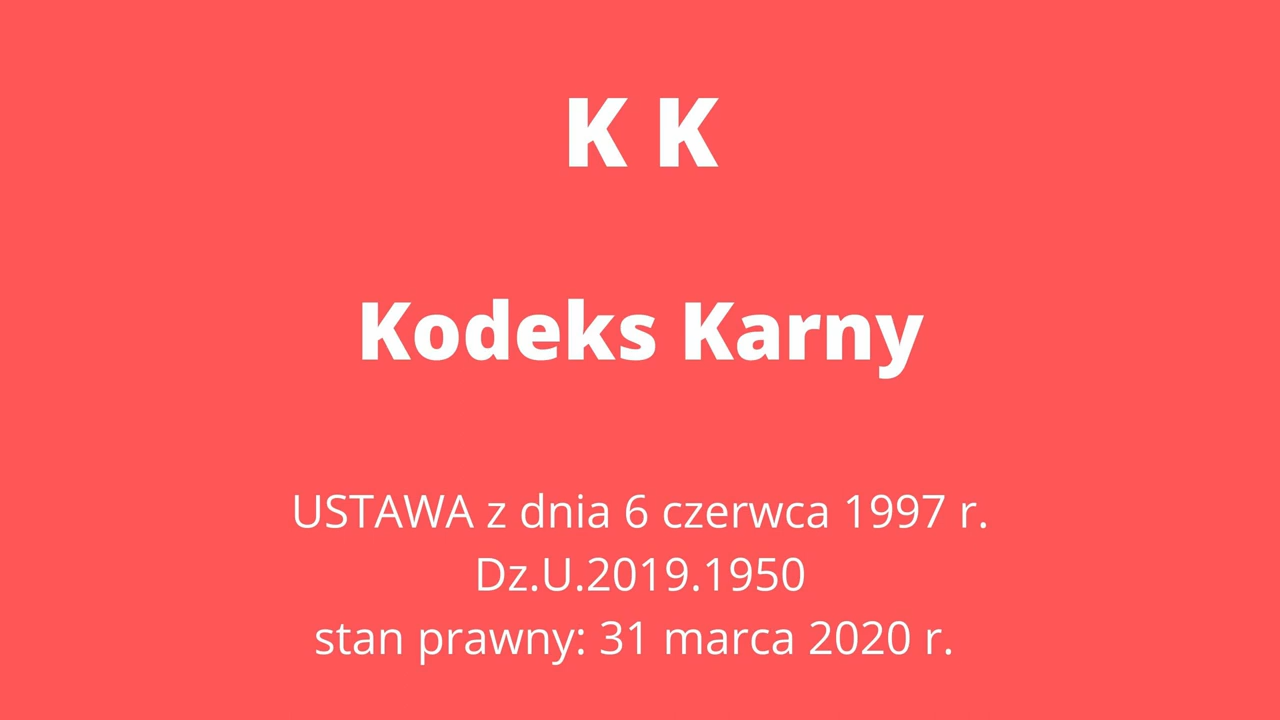 K K
Kodeks Karny
USTAWA z dnia 6 czerwca 1997 r.
Dz.U.2019.1950
stan prawny: 31 marca 2020 r.